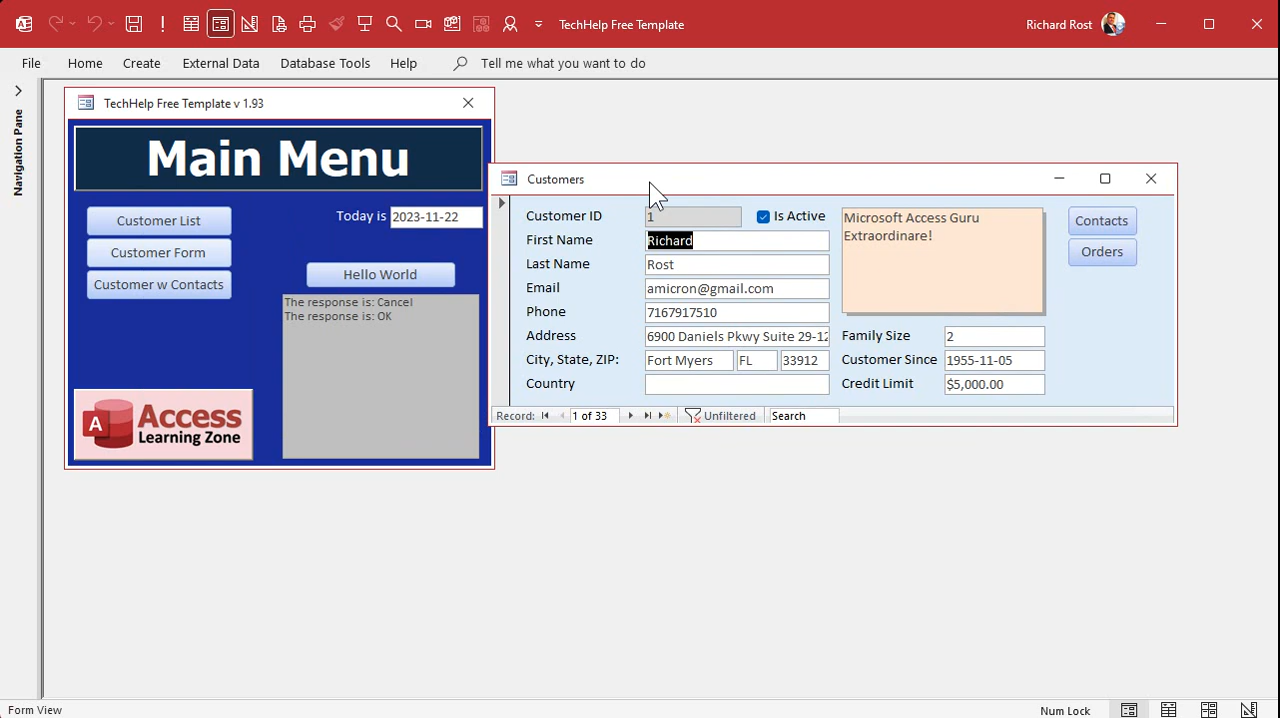 TechHelp Free Template
Richard Rost
File
Home
Create
External Data
Database Tools
Help
Tell me what you want to do
Navigation Pane
TechHelp Free Template v 1.93
Main Menu
Customer List
Customer Form
Customer w Contacts
Today is 2023-11-22
Hello World
The response is: Cancel
The response is: OK
A
Access
Learning Zone
Customers
Customer ID 1
Is Active
First Name Richard
Last Name Rost
Email amicron@gmail.com
Phone 7167917510
Address 6900 Daniels Pkwy Suite 29-12
City, State, ZIP: Fort Myers FL 33912
Country
Microsoft Access Guru
Extraordinare!
Family Size 2
Customer Since 1955-11-05
Credit Limit $5,000.00
Contacts
Orders
Record: 1 of 33 Unfiltered Search
Form View
Num Lock